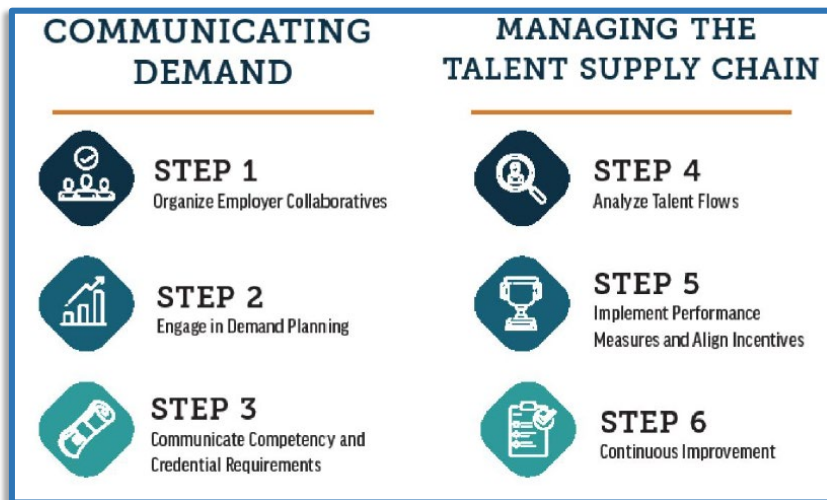 COMMUNICATING
DEMAND
STEP 1
Organize Employer Collaboratives
STEP 2
Engage in Demand Planning
STEP 3
Communicate Competency and
Credential Requirements
MANAGING THE
TALENT SUPPLY CHAIN
STEP 4
Analyze Talent Flows
STEP 5
Implement Performance
Measures and Align Incentives
STEP 6
Continuous Improvement